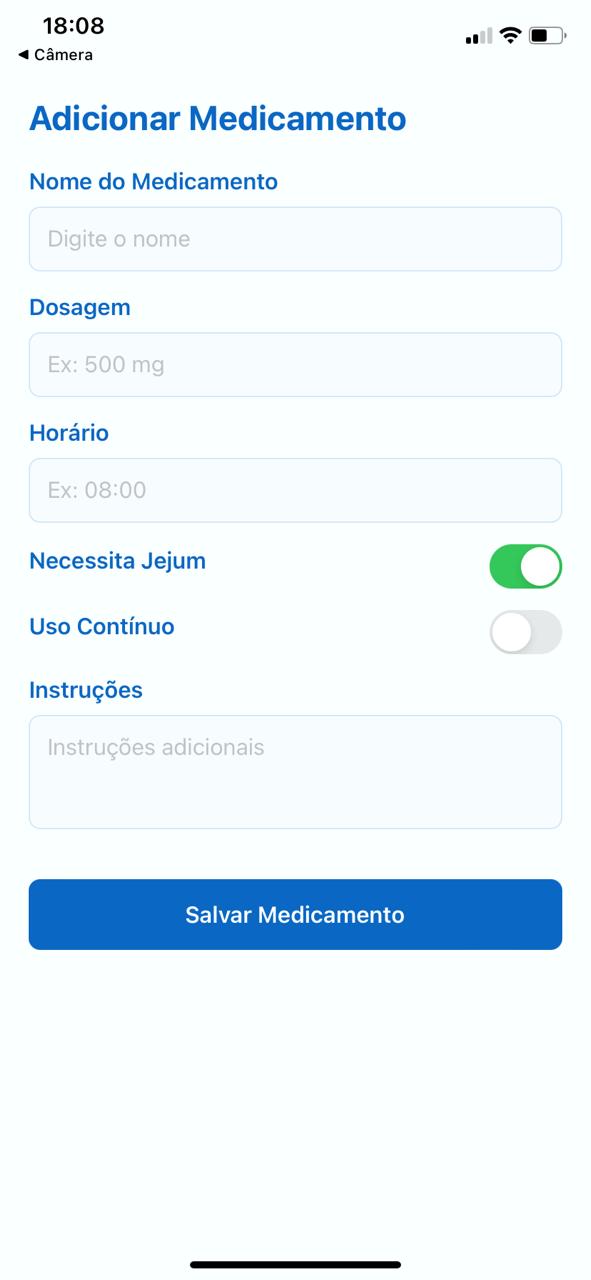 18:08
◀ Câmera
Adicionar Medicamento
Nome do Medicamento
Digite o nome
Dosagem
Ex: 500 mg
Horário
Ex: 08:00
Necessita Jejum
Uso Contínuo
Instruções
Instruções adicionais
Salvar Medicamento